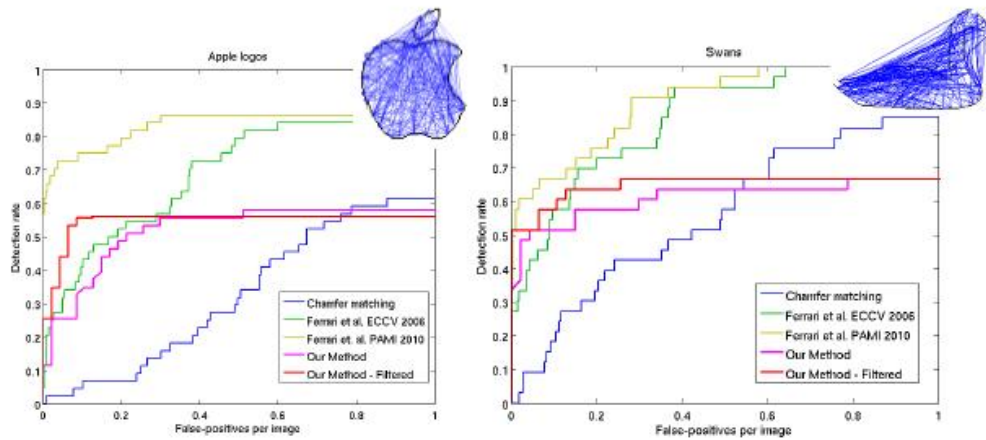 Apple logos
1
0.9
0.8
0.7
0.6
0.5
0.4
0.3
0.2
0.1
0
Detection rate
0
0.2
0.4
0.6
0.8
1
False-positives per image
Chamfer matching
Ferrari et al. ECCV 2006
Ferrari et. al. PAMI 2010
Our Method
Our Method - Filtered
Swans
1
0.9
0.8
0.7
0.6
0.5
0.4
0.3
0.2
0.1
0
Detection rate
0
0.2
0.4
0.6
0.8
1
False-positives per image
Chamfer matching
Ferrari et al. ECCV 2006
Ferrari et. al. PAMI 2010
Our Method
Our Method - Filtered